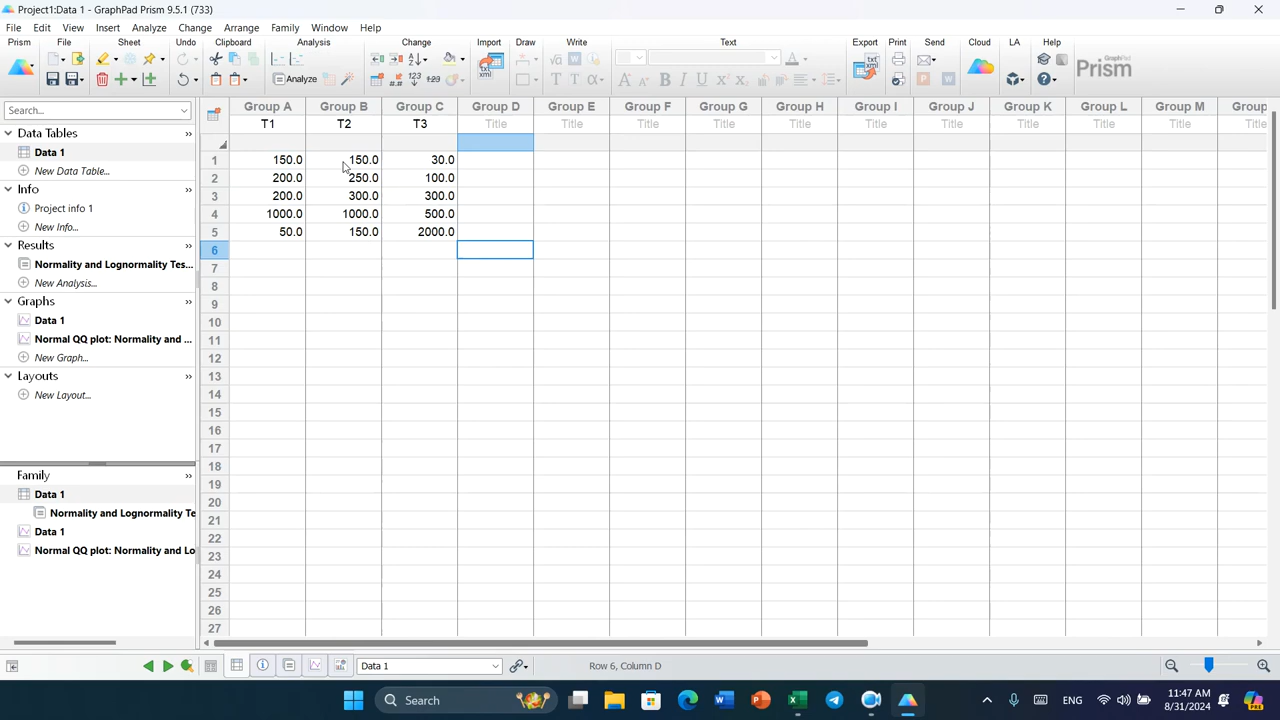 Project1:Data 1 - GraphPad Prism 9.5.1 (733)
File Edit View Insert Analyze Change Arrange Family Window Help
Prism File Sheet Undo Clipboard Analysis Change Import Draw Write Text Export Print Send Cloud LA Help
Analyze
Prism
Search...
Data Tables
Data 1
New Data Table...
Info
Project info 1
New Info...
Results
Normality and Lognormality Tes...
New Analysis...
Graphs
Data 1
Normal QQ plot: Normality and ...
New Graph...
Layouts
New Layout...
Family
Data 1
Normality and Lognormality Te
Data 1
Normal QQ plot: Normality and Lo
Group A Group B Group C Group D Group E Group F Group G Group H Group I Group J Group K Group L Group M Group
T1 T2 T3 Title Title Title Title Title Title Title Title Title Title Title
1 150.0 150.0 30.0
2 200.0 250.0 100.0
3 200.0 300.0 300.0
4 1000.0 1000.0 500.0
5 50.0 150.0 2000.0
6
7
8
9
10
11
12
13
14
15
16
17
18
19
20
21
22
23
24
25
26
27
Data 1 Row 6, Column D
Search ENG 11:47 AM
8/31/2024